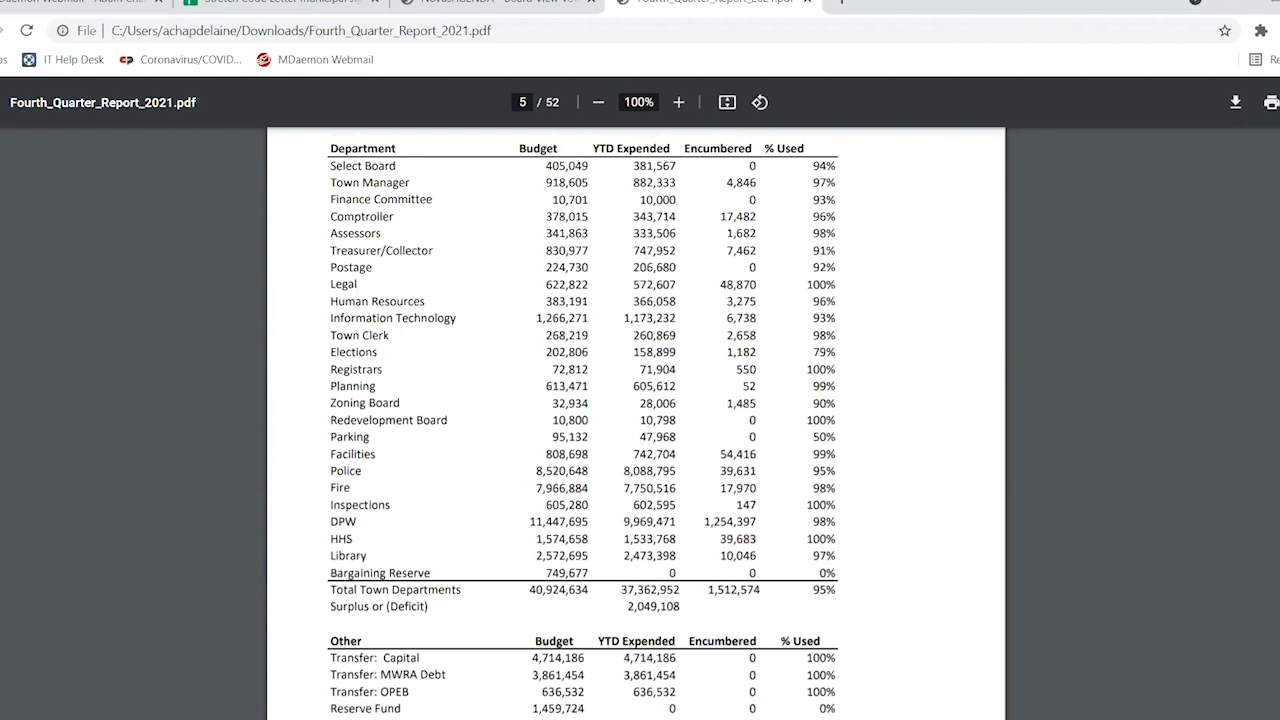 File C:/Users/achapdelaine/Downloads/Fourth_Quarter_Report_2021.pdf
IT Help Desk Coronavirus/COVID... MDaemon Webmail
Fourth_Quarter_Report_2021.pdf 5 / 52 — 100% +
Department Budget YTD Expended Encumbered % Used
Select Board 405,049 381,567 0 94%
Town Manager 918,605 882,333 4,846 97%
Finance Committee 10,701 10,000 0 93%
Comptroller 378,015 343,714 17,482 96%
Assessors 341,863 333,506 1,682 98%
Treasurer/Collector 830,977 747,952 7,462 91%
Postage 224,730 206,680 0 92%
Legal 622,822 572,607 48,870 100%
Human Resources 383,191 366,058 3,275 96%
Information Technology 1,266,271 1,173,232 6,738 93%
Town Clerk 268,219 260,869 2,658 98%
Elections 202,806 158,899 1,182 79%
Registrars 72,812 71,904 550 100%
Planning 613,471 605,612 52 99%
Zoning Board 32,934 28,006 1,485 90%
Redevelopment Board 10,800 10,798 0 100%
Parking 95,132 47,968 0 50%
Facilities 808,698 742,704 54,416 99%
Police 8,520,648 8,088,795 39,631 95%
Fire 7,966,884 7,750,516 17,970 98%
Inspections 605,280 602,595 147 100%
DPW 11,447,695 9,969,471 1,254,397 98%
HHS 1,574,658 1,533,768 39,683 100%
Library 2,572,695 2,473,398 10,046 97%
Bargaining Reserve 749,677 0 0 0%
Total Town Departments 40,924,634 37,362,952 1,512,574 95%
Surplus or (Deficit) 2,049,108
Other Budget YTD Expended Encumbered % Used
Transfer: Capital 4,714,186 4,714,186 0 100%
Transfer: MWRA Debt 3,861,454 3,861,454 0 100%
Transfer: OPEB 636,532 636,532 0 100%
Reserve Fund 1,459,724 0 0 0%